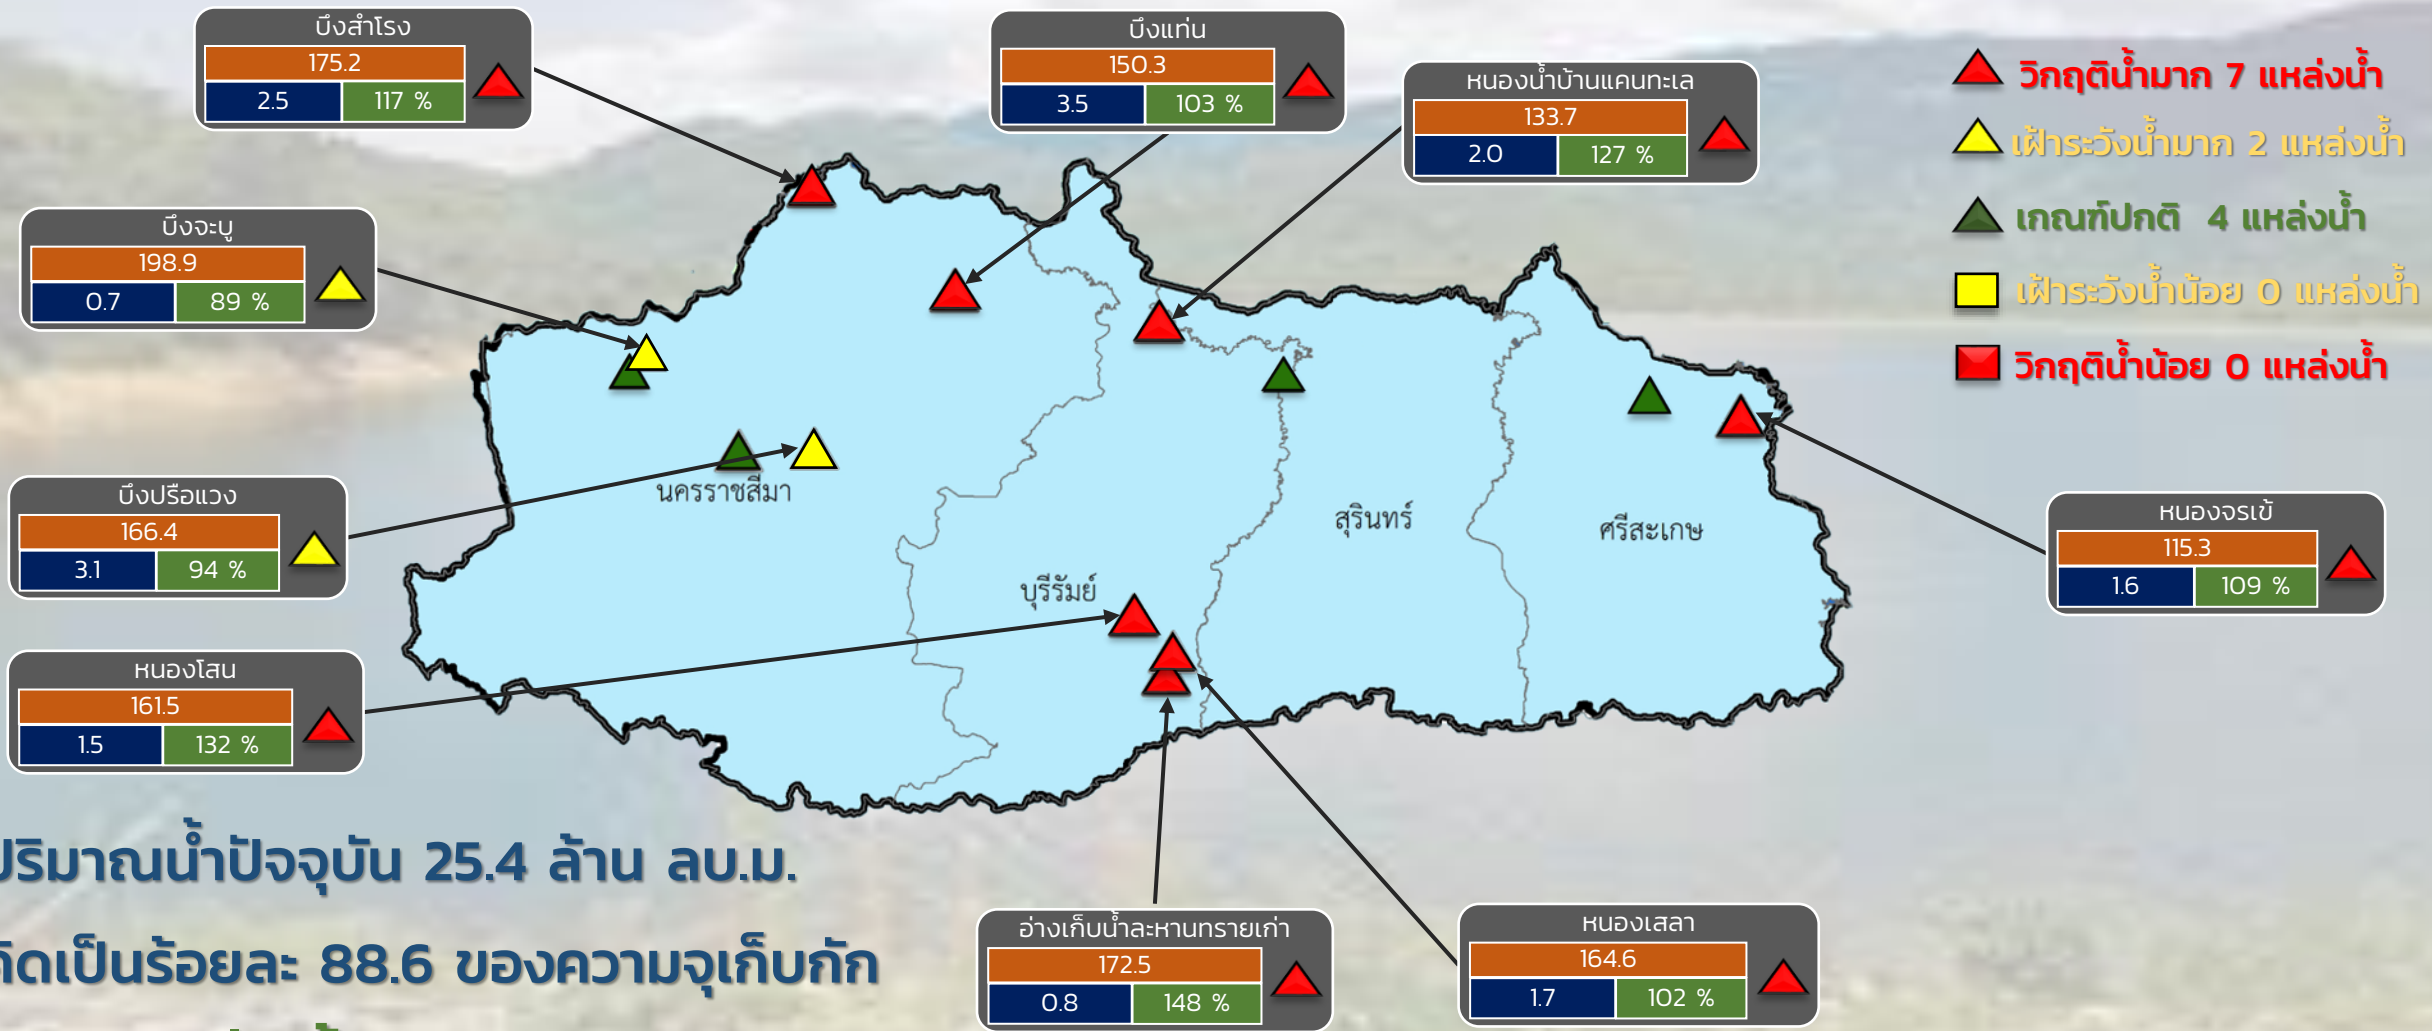 บึงสำโรง
175.2
2.5 117 %
บึงแท่น
150.3
3.5 103 %
หนองน้ำบ้านแคนทะเล
133.7
2.0 127 %
วิกฤติน้ำมาก 7 แหล่งน้ำ
เฝ้าระวังน้ำมาก 2 แหล่งน้ำ
เกณฑ์ปกติ 4 แหล่งน้ำ
เฝ้าระวังน้ำน้อย 0 แหล่งน้ำ
วิกฤติน้ำน้อย 0 แหล่งน้ำ
บึงจะบู
198.9
0.7 89 %
บึงปรือแวง
166.4
3.1 94 %
นครราชสีมา
บุรีรัมย์
สุรินทร์
ศรีสะเกษ
หนองจรเข้
115.3
1.6 109 %
หนองโสน
161.5
1.5 132 %
ปริมาณน้ำปัจจุบัน 25.4 ล้าน ลบ.ม.
คิดเป็นร้อยละ 88.6 ของความจุเก็บกัก
อ่างเก็บน้ำละหานทรายเก่า
172.5
0.8 148 %
หนองเสลา
164.6
1.7 102 %